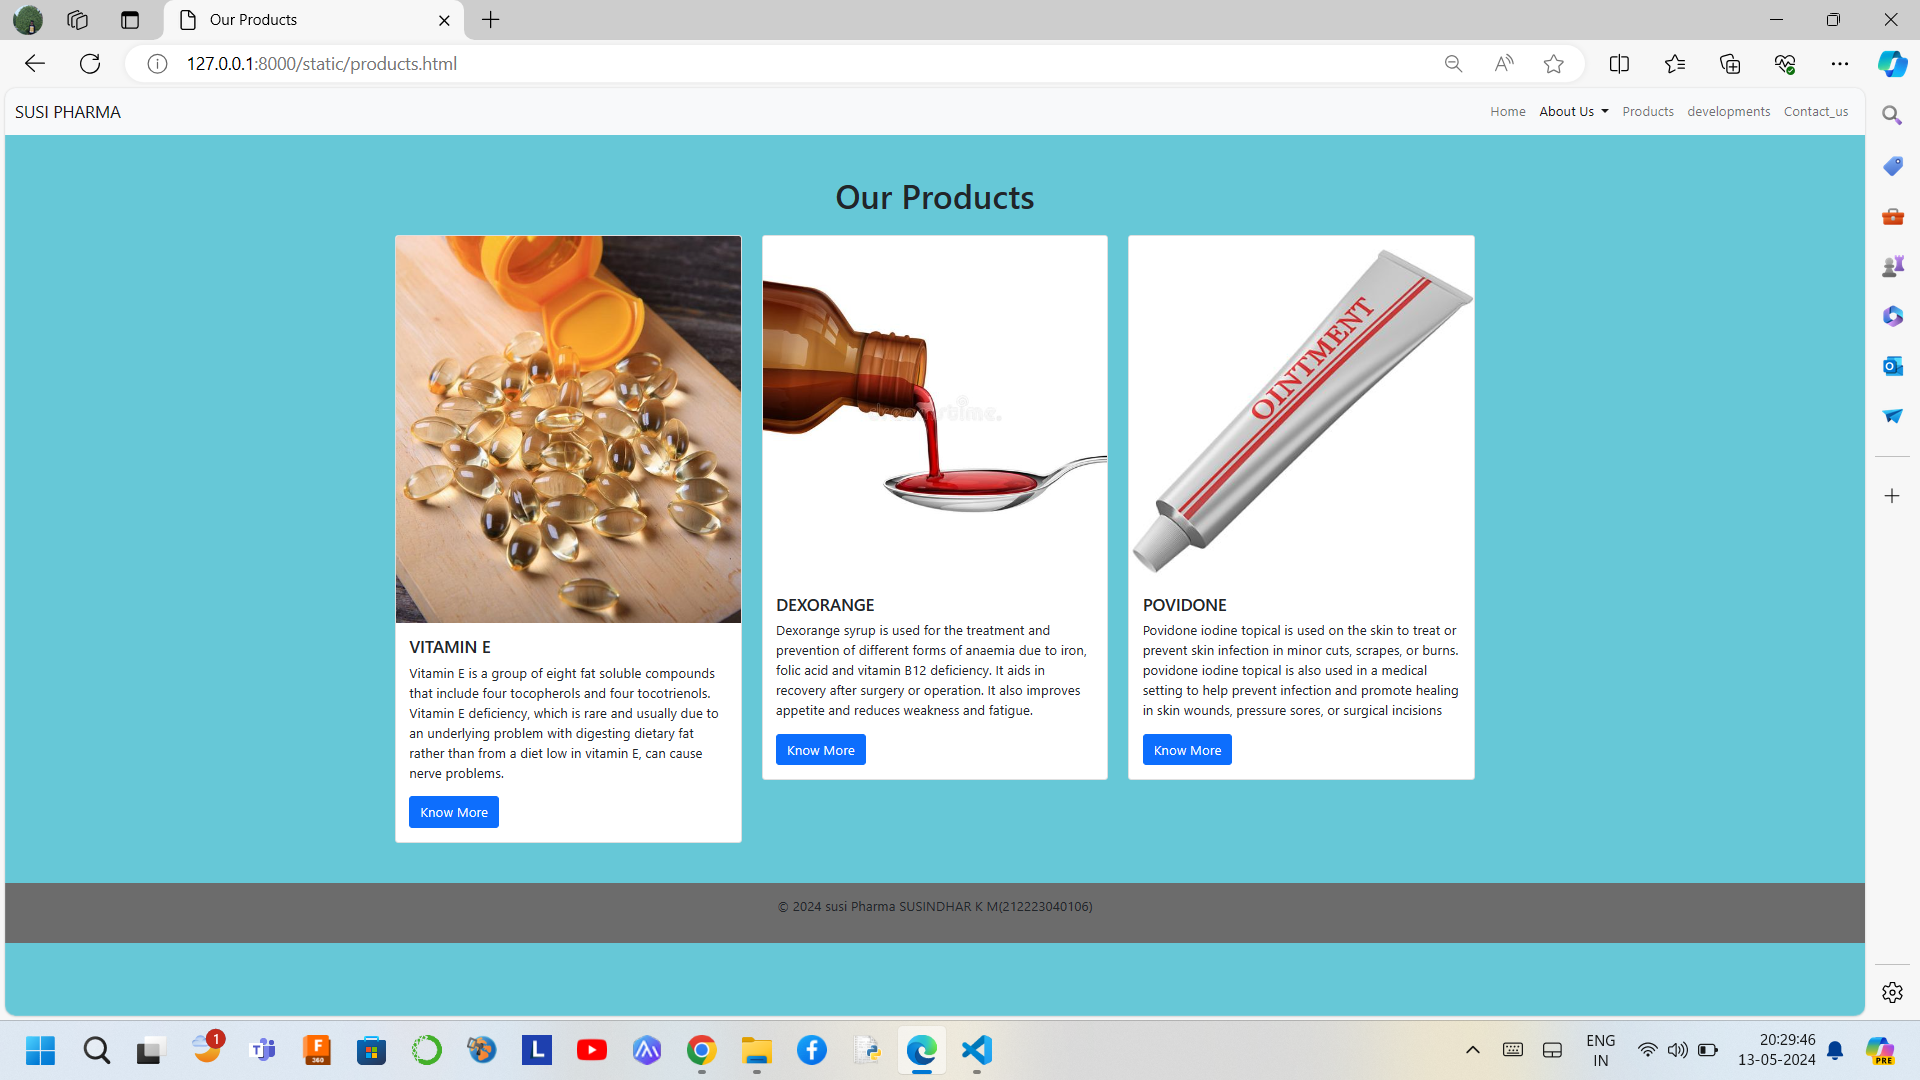 Our Products
127.0.0.1:8000/static/products.html
SUSI PHARMA
Home About Us Products developments Contact_us
Our Products
OINTMENT
dreamstime.
VITAMIN E
Vitamin E is a group of eight fat soluble compounds
that include four tocopherols and four tocotrienols.
Vitamin E deficiency, which is rare and usually due to
an underlying problem with digesting dietary fat
rather than from a diet low in vitamin E, can cause
nerve problems.
Know More
DEXORANGE
Dexorange syrup is used for the treatment and
prevention of different forms of anaemia due to iron,
folic acid and vitamin B12 deficiency. It aids in
recovery after surgery or operation. It also improves
appetite and reduces weakness and fatigue.
Know More
POVIDONE
Povidone iodine topical is used on the skin to treat or
prevent skin infection in minor cuts, scrapes, or burns.
povidone iodine topical is also used in a medical
setting to help prevent infection and promote healing
in skin wounds, pressure sores, or surgical incisions
Know More
© 2024 susi Pharma SUSINDHAR K M(212223040106)
1
F
360
L
ENG
IN
20:29:46
13-05-2024
PRE